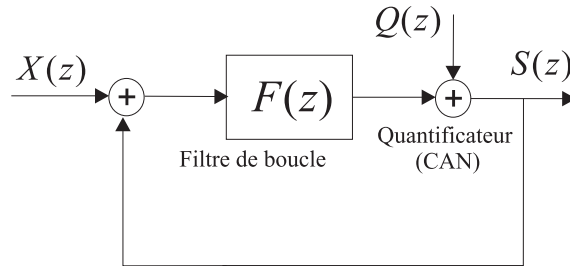 Q(z)
X(z)
S(z)
+
F(z)
+
Filtre de boucle
Quantificateur
(CAN)